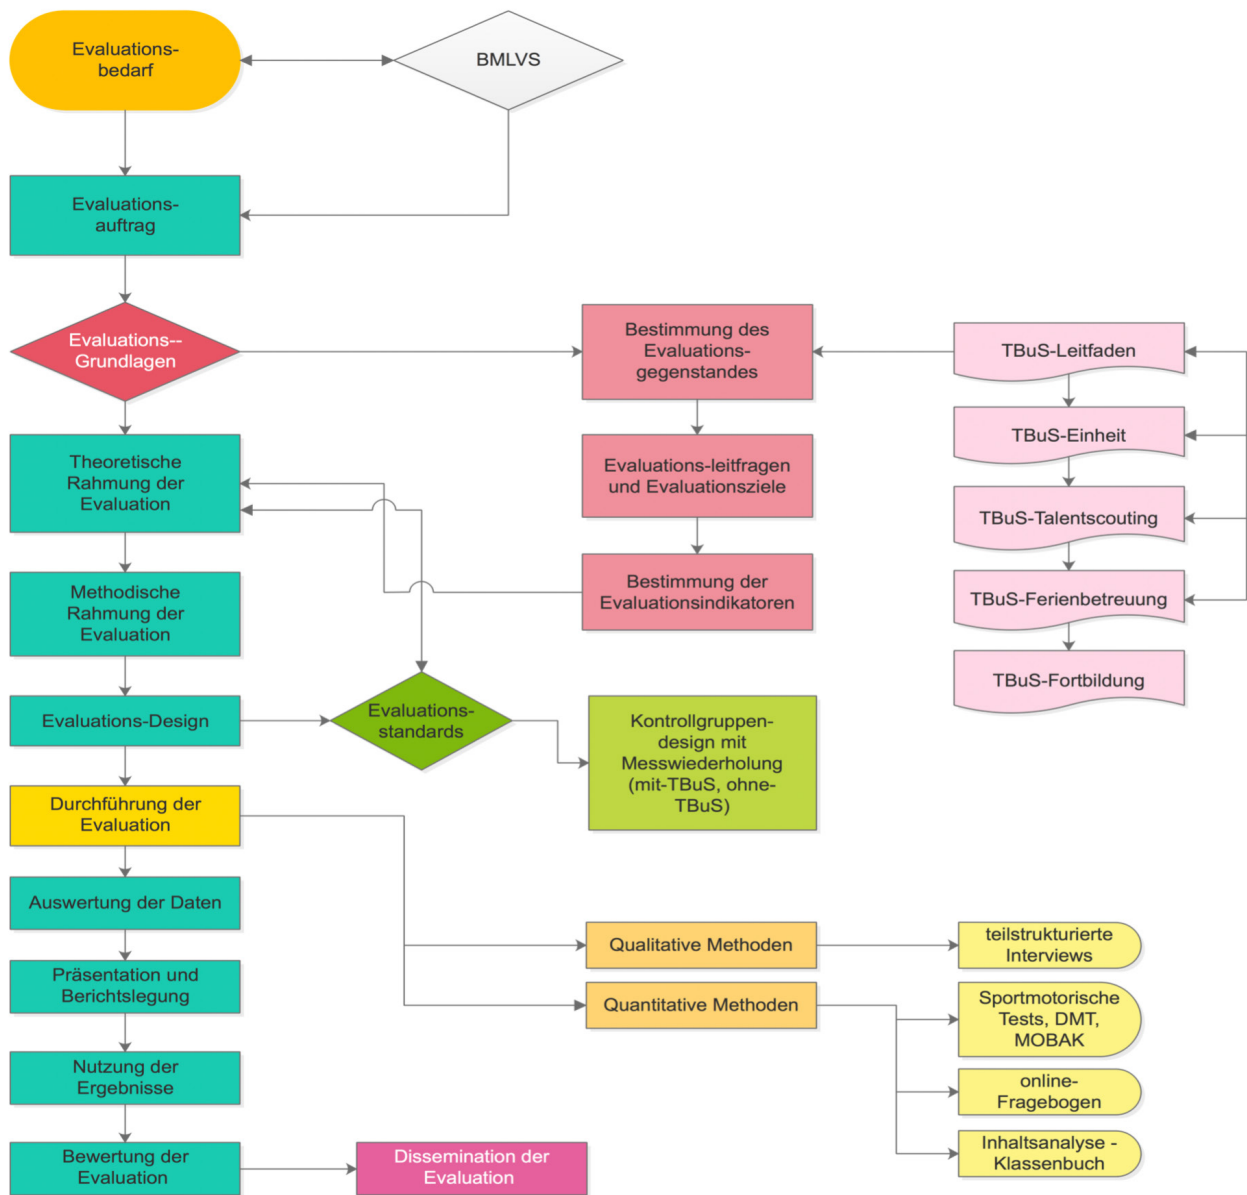 Evaluations-
bedarf
BMLVS
Evaluations-
auftrag
Evaluations--
Grundlagen
Bestimmung des
Evaluations-
gegenstandes
TBuS-Leitfaden
Theoretische
Rahmung der
Evaluation
Evaluations-leitfragen
und Evaluationsziele
TBuS-Einheit
TBuS-Talentscouting
Methodische
Rahmung der
Evaluation
Bestimmung der
Evaluationsindikatoren
TBuS-Ferienbetreuung
TBuS-Fortbildung
Evaluations-Design
Evaluations-
standards
Kontrollgruppen-
design mit
Messwiederholung
(mit-TBuS, ohne-
TBuS)
Durchführung der
Evaluation
Auswertung der Daten
Qualitative Methoden
teilstrukturierte
Interviews
Präsentation und
Berichtslegung
Quantitative Methoden
Sportmotorische
Tests, DMT,
MOBAK
Nutzung der
Ergebnisse
online-
Fragebogen
Bewertung der
Evaluation
Dissemination der
Evaluation
Inhaltsanalyse -
Klassenbuch